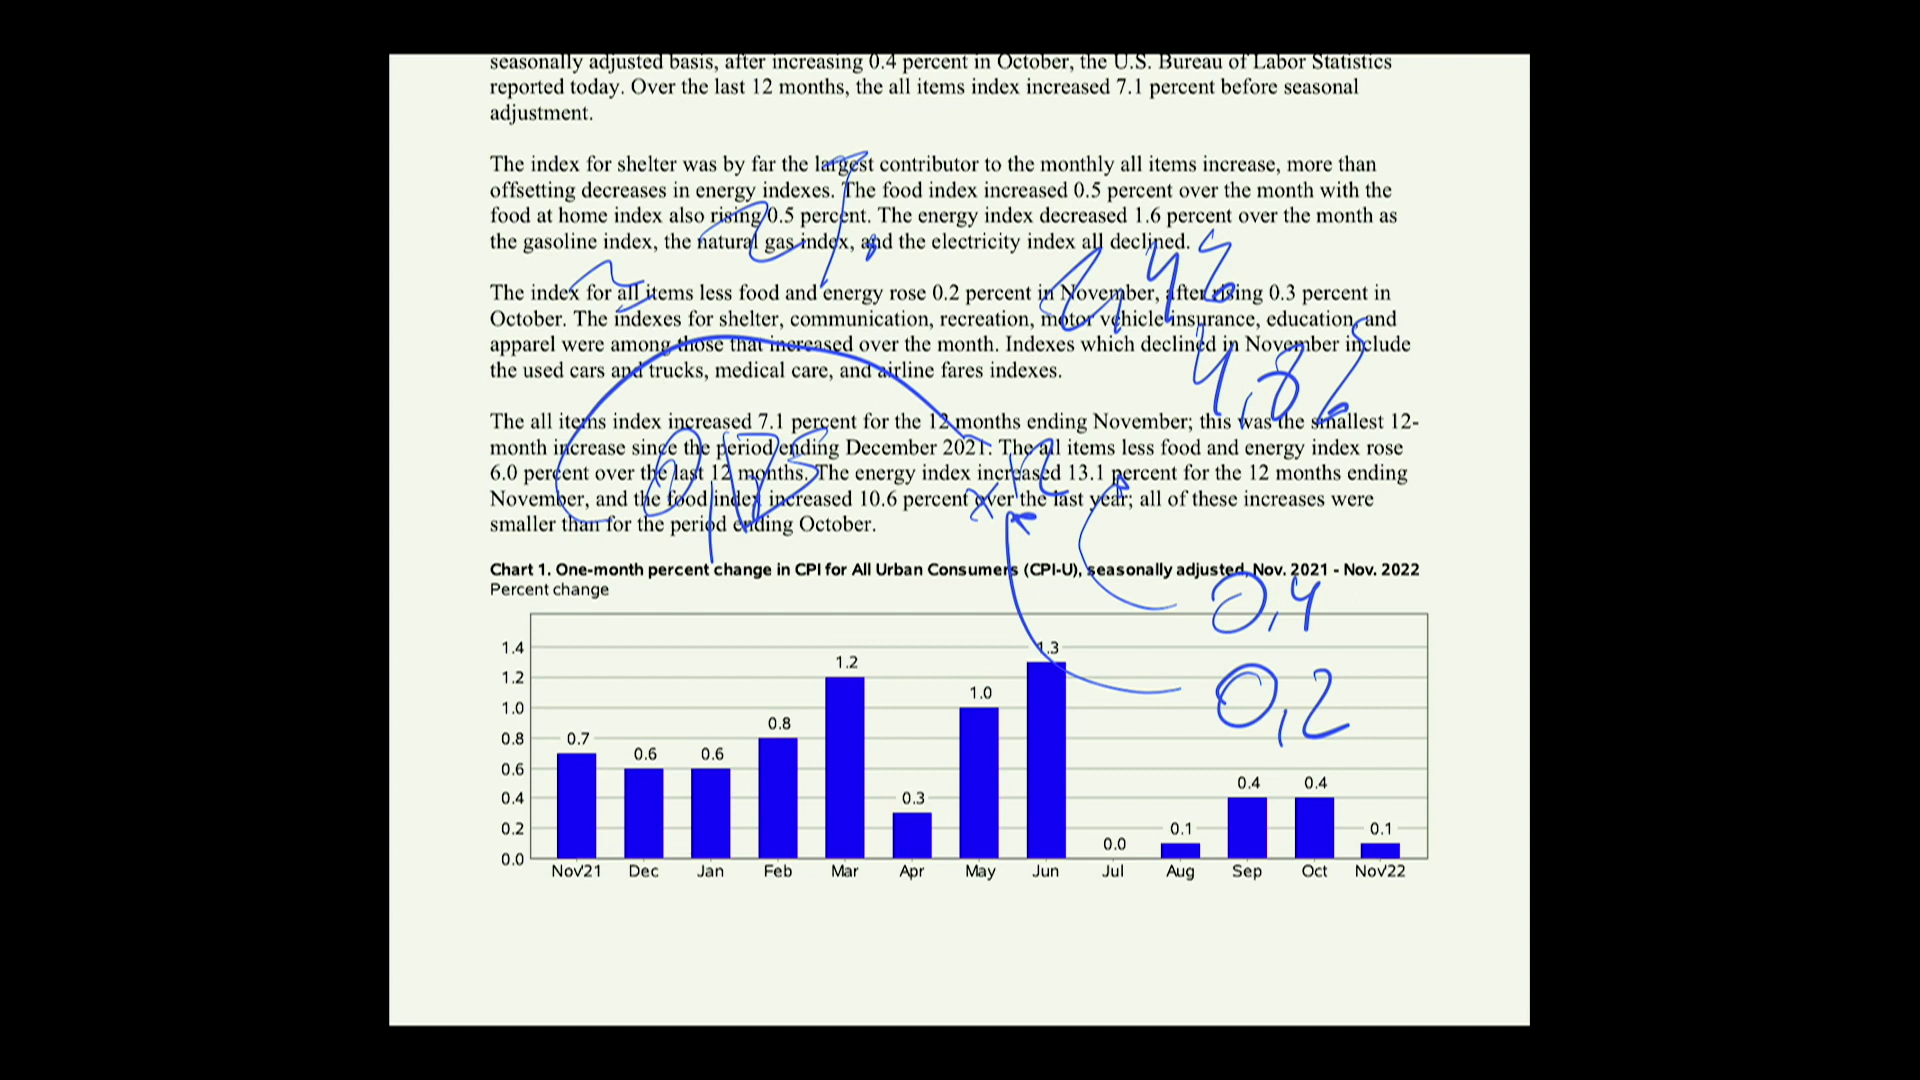 seasonally adjusted basis, after increasing 0.4 percent in October, the U.S. Bureau of Labor Statistics
reported today. Over the last 12 months, the all items index increased 7.1 percent before seasonal
adjustment.
The index for shelter was by far the largest contributor to the monthly all items increase, more than
offsetting decreases in energy indexes. The food index increased 0.5 percent over the month with the
food at home index also rising 0.5 percent. The energy index decreased 1.6 percent over the month as
the gasoline index, the natural gas index, and the electricity index all declined.
The index for all items less food and energy rose 0.2 percent in November, after rising 0.3 percent in
October. The indexes for shelter, communication, recreation, motor vehicle insurance, education, and
apparel were among those that increased over the month. Indexes which declined in November include
the used cars and trucks, medical care, and airline fares indexes.
The all items index increased 7.1 percent for the 12 months ending November; this was the smallest 12-
month increase since the period ending December 2021. The all items less food and energy index rose
6.0 percent over the last 12 months. The energy index increased 13.1 percent for the 12 months ending
November, and the food index increased 10.6 percent over the last year; all of these increases were
smaller than for the period ending October.
2%
4,8%
x12
0,4
0,2
Chart 1. One-month percent change in CPI for All Urban Consumers (CPI-U), seasonally adjusted, Nov. 2021 - Nov. 2022
Percent change
1.4
1.2
1.0
0.8
0.6
0.4
0.2
0.0
0.7
0.6
0.6
0.8
1.2
0.3
1.0
1.3
0.0
0.1
0.4
0.4
0.1
Nov'21 Dec Jan Feb Mar Apr May Jun Jul Aug Sep Oct Nov'22